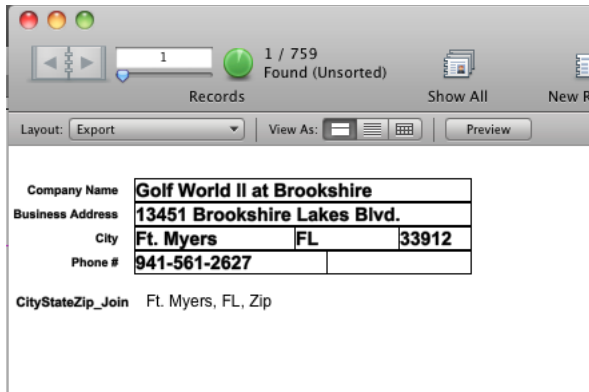 1
1 / 759
Found (Unsorted)
Records
Show All
New R
Layout: Export
View As:
Preview
Company Name Golf World II at Brookshire
Business Address 13451 Brookshire Lakes Blvd.
City Ft. Myers FL 33912
Phone # 941-561-2627
CityStateZip_Join Ft. Myers, FL, Zip